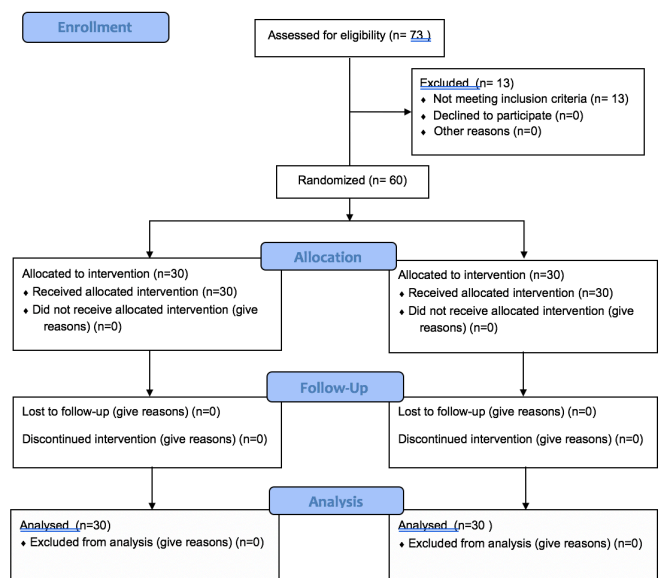 Enrollment
Assessed for eligibility (n= 73 )
Excluded (n= 13)
♦ Not meeting inclusion criteria (n= 13)
♦ Declined to participate (n=0)
♦ Other reasons (n=0)
Randomized (n= 60)
Allocation
Allocated to intervention (n=30)
♦ Received allocated intervention (n=30)
♦ Did not receive allocated intervention (give
reasons) (n=0)
Allocated to intervention (n=30)
♦ Received allocated intervention (n=30)
♦ Did not receive allocated intervention (give
reasons) (n=0)
Follow-Up
Lost to follow-up (give reasons) (n=0)
Discontinued intervention (give reasons) (n=0)
Lost to follow-up (give reasons) (n=0)
Discontinued intervention (give reasons) (n=0)
Analysis
Analysed (n=30)
♦ Excluded from analysis (give reasons) (n=0)
Analysed (n=30 )
♦ Excluded from analysis (give reasons) (n=0)